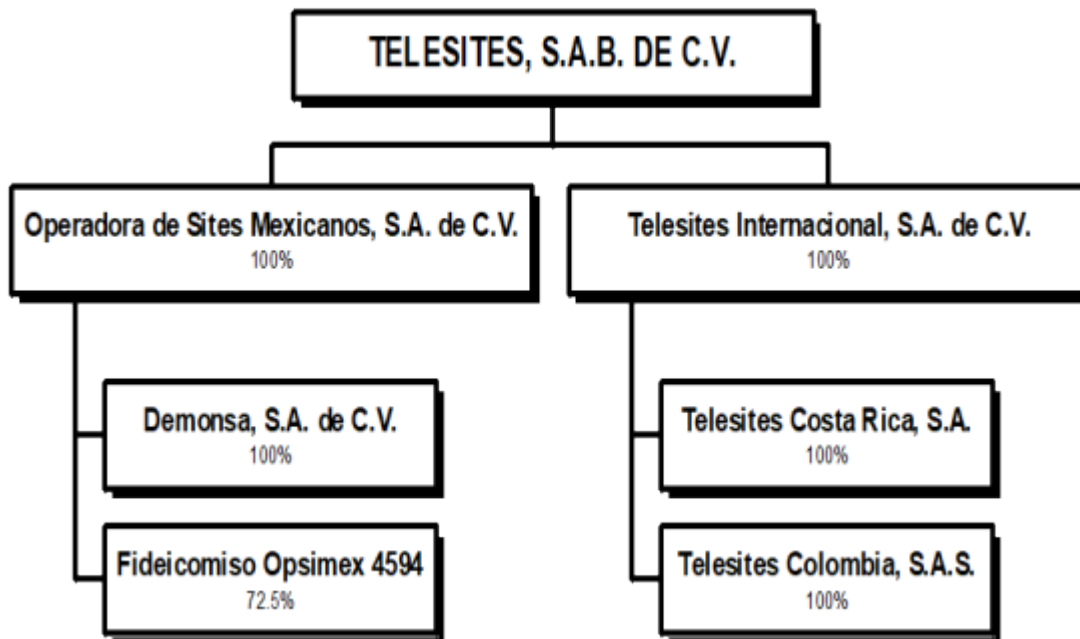 TELESITES, S.A.B. DE C.V.
Operadora de Sites Mexicanos, S.A. de C.V.
100%
Telesites Internacional, S.A. de C.V.
100%
Demonsa, S.A. de C.V.
100%
Fideicomiso Opsimex 4594
72.5%
Telesites Costa Rica, S.A.
100%
Telesites Colombia, S.A.S.
100%